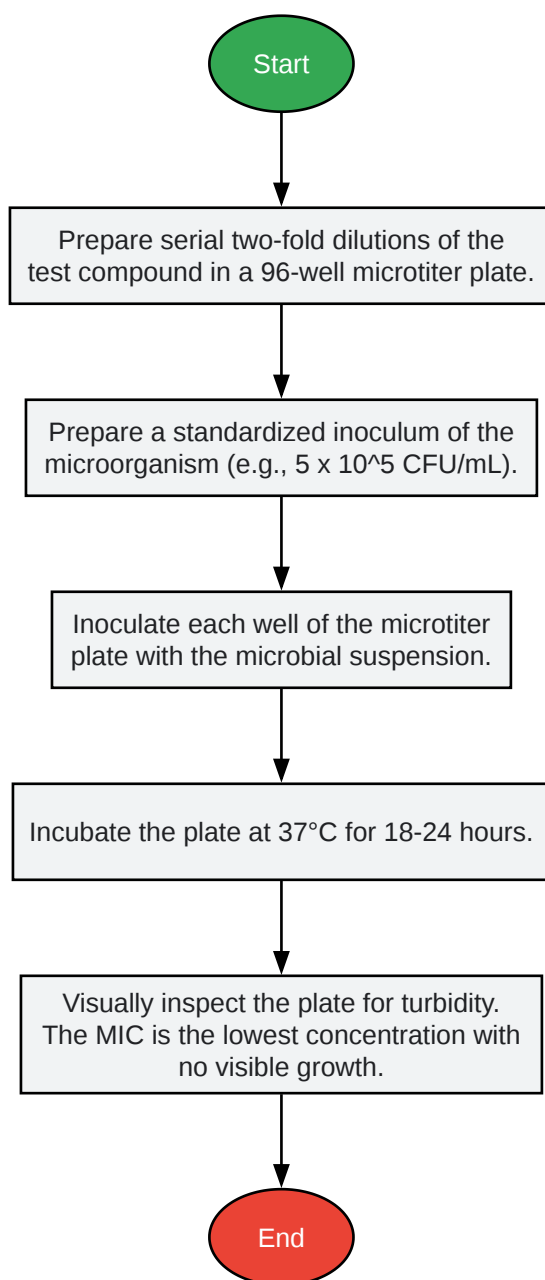 Start
Prepare serial two-fold dilutions of the
test compound in a 96-well microtiter plate.
Prepare a standardized inoculum of the
microorganism (e.g., 5 x 10^5 CFU/mL).
Inoculate each well of the microtiter
plate with the microbial suspension.
Incubate the plate at 37°C for 18-24 hours.
Visually inspect the plate for turbidity.
The MIC is the lowest concentration with
no visible growth.
End